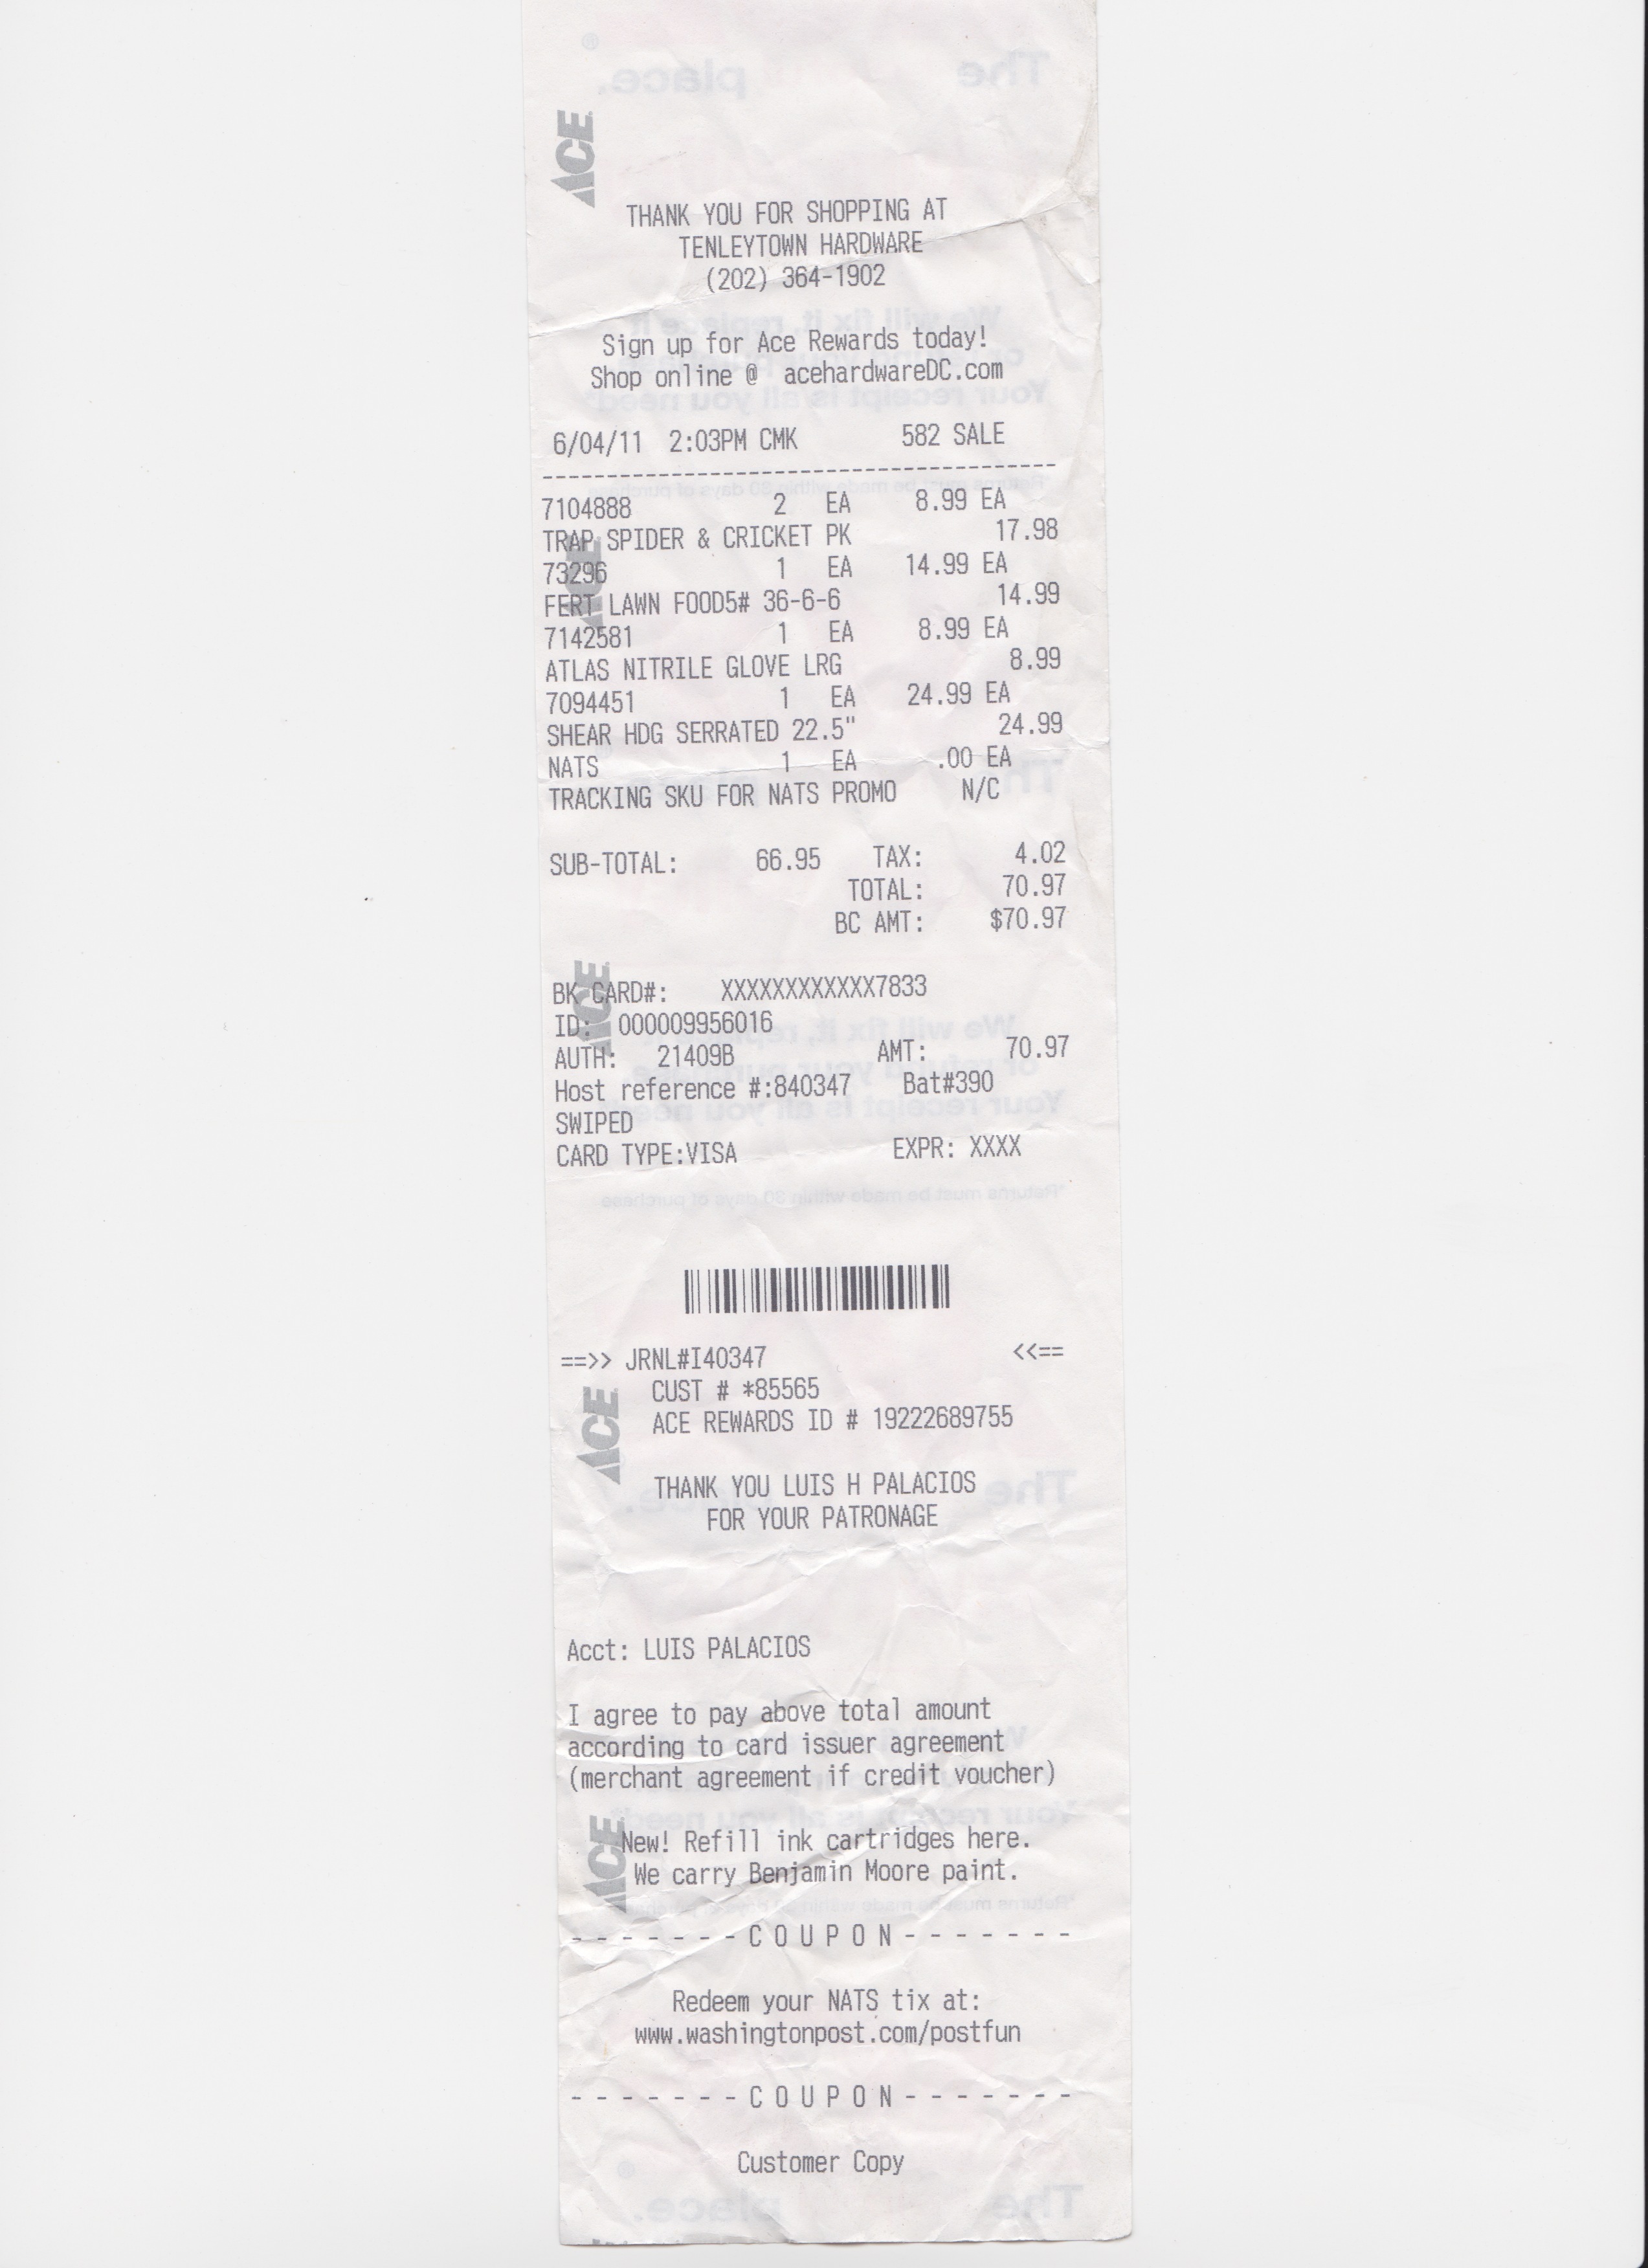 ACE
THANK YOU FOR SHOPPING AT
TENLEYTOWN HARDWARE
(202) 364-1902
Sign up for Ace Rewards today!
Shop online @ acehardwareDC.com
6/04/11 2:03PM CMK 582 SALE
----------------------------------------
7104888 2 EA 8.99 EA
TRAP SPIDER & CRICKET PK 17.98
73296 1 EA 14.99 EA
FERT LAWN FOOD5# 36-6-6 14.99
7142581 1 EA 8.99 EA
ATLAS NITRILE GLOVE LRG 8.99
7094451 1 EA 24.99 EA
SHEAR HDG SERRATED 22.5" 24.99
NATS 1 EA .00 EA
TRACKING SKU FOR NATS PROMO N/C
SUB-TOTAL: 66.95 TAX: 4.02
TOTAL: 70.97
BC AMT: $70.97
BK CARD#: XXXXXXXXXXXX7833
ID: 000009956016
AUTH: 21409B AMT: 70.97
Host reference #:840347 Bat#390
SWIPED
CARD TYPE:VISA EXPR: XXXX
==>> JRNL#I40347 <<==
CUST # *85565
ACE REWARDS ID # 19222689755
ACE
THANK YOU LUIS H PALACIOS
FOR YOUR PATRONAGE
Acct: LUIS PALACIOS
I agree to pay above total amount
according to card issuer agreement
(merchant agreement if credit voucher)
ACE
New! Refill ink cartridges here.
We carry Benjamin Moore paint.
- - - - - - - C O U P O N - - - - - - -
Redeem your NATS tix at:
www.washingtonpost.com/postfun
- - - - - - - C O U P O N - - - - - - -
Customer Copy